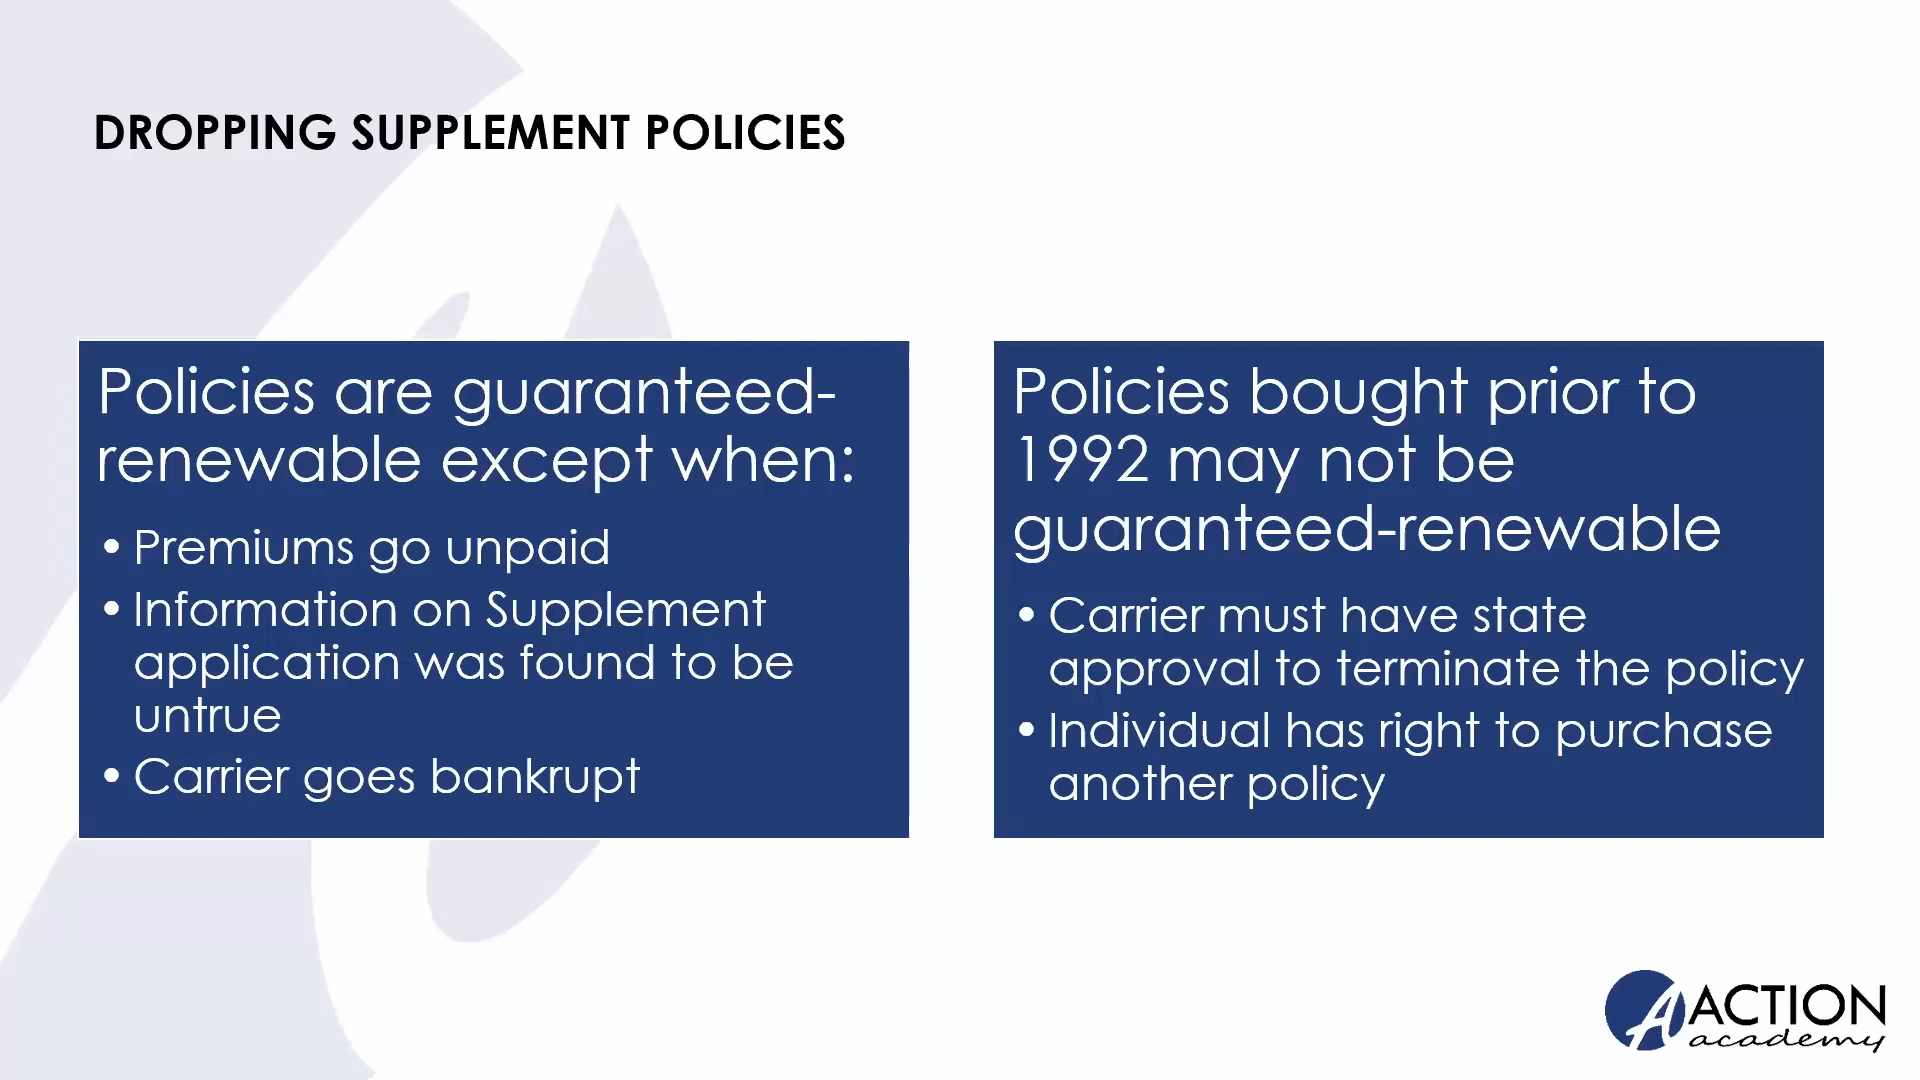 DROPPING SUPPLEMENT POLICIES
Policies are guaranteed-
renewable except when:
• Premiums go unpaid
• Information on Supplement
application was found to be
untrue
• Carrier goes bankrupt
Policies bought prior to
1992 may not be
guaranteed-renewable
• Carrier must have state
approval to terminate the policy
• Individual has right to purchase
another policy
A ACTION
academy